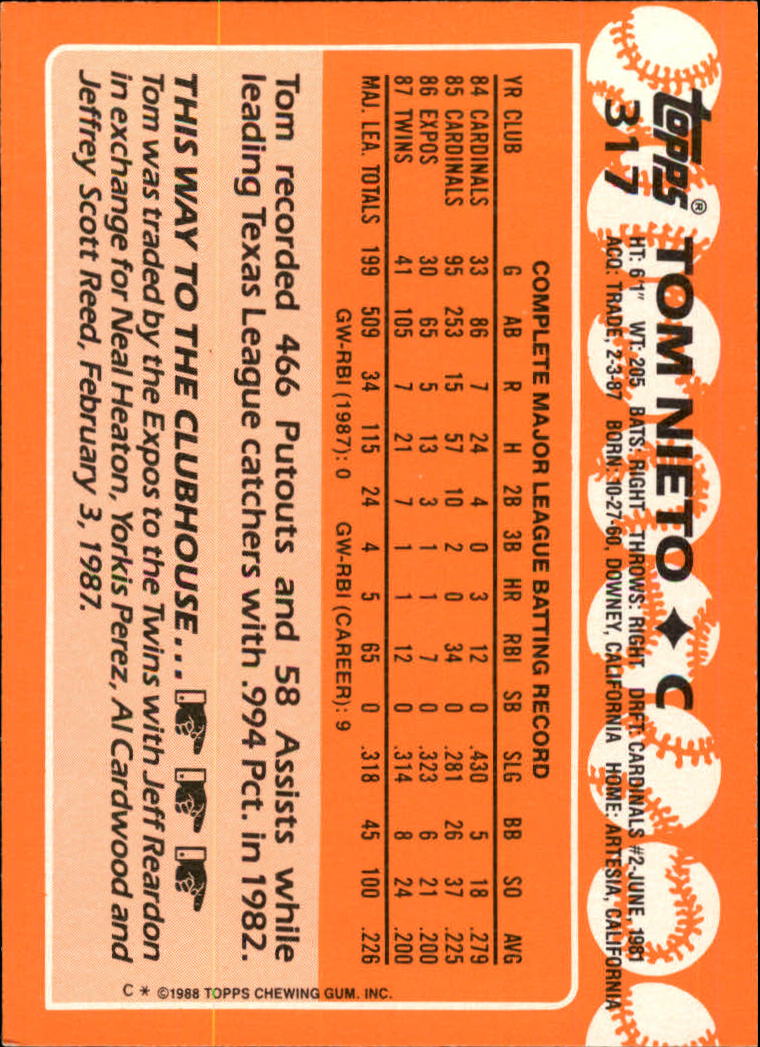 topps®
317
TOM NIETO ♦ C
HT: 6'1" WT: 205 BATS: RIGHT THROWS: RIGHT DRFT: CARDINALS #2-JUNE, 1981
ACQ: TRADE, 2-3-87 BORN: 10-27-60, DOWNEY, CALIFORNIA HOME: ARTESIA, CALIFORNIA
COMPLETE MAJOR LEAGUE BATTING RECORD
YR CLUB G AB R H 2B 3B HR RBI SB SLG BB SO AVG
84 CARDINALS 33 86 7 24 4 0 3 12 0 .430 5 18 .279
85 CARDINALS 95 253 15 57 10 2 0 34 0 .281 26 37 .225
86 EXPOS 30 65 5 13 3 1 1 7 0 .323 6 21 .200
87 TWINS 41 105 7 21 7 1 1 12 0 .314 8 24 .200
MAJ. LEA. TOTALS 199 509 34 115 24 4 5 65 0 .318 45 100 .226
GW-RBI (1987): 0 GW-RBI (CAREER): 9
Tom recorded 466 Putouts and 58 Assists while
leading Texas League catchers with .994 Pct. in 1982.
THIS WAY TO THE CLUBHOUSE...
Tom was traded by the Expos to the Twins with Jeff Reardon
in exchange for Neal Heaton, Yorkis Perez, Al Cardwood and
Jeffrey Scott Reed, February 3, 1987.
C * ©1988 TOPPS CHEWING GUM. INC.